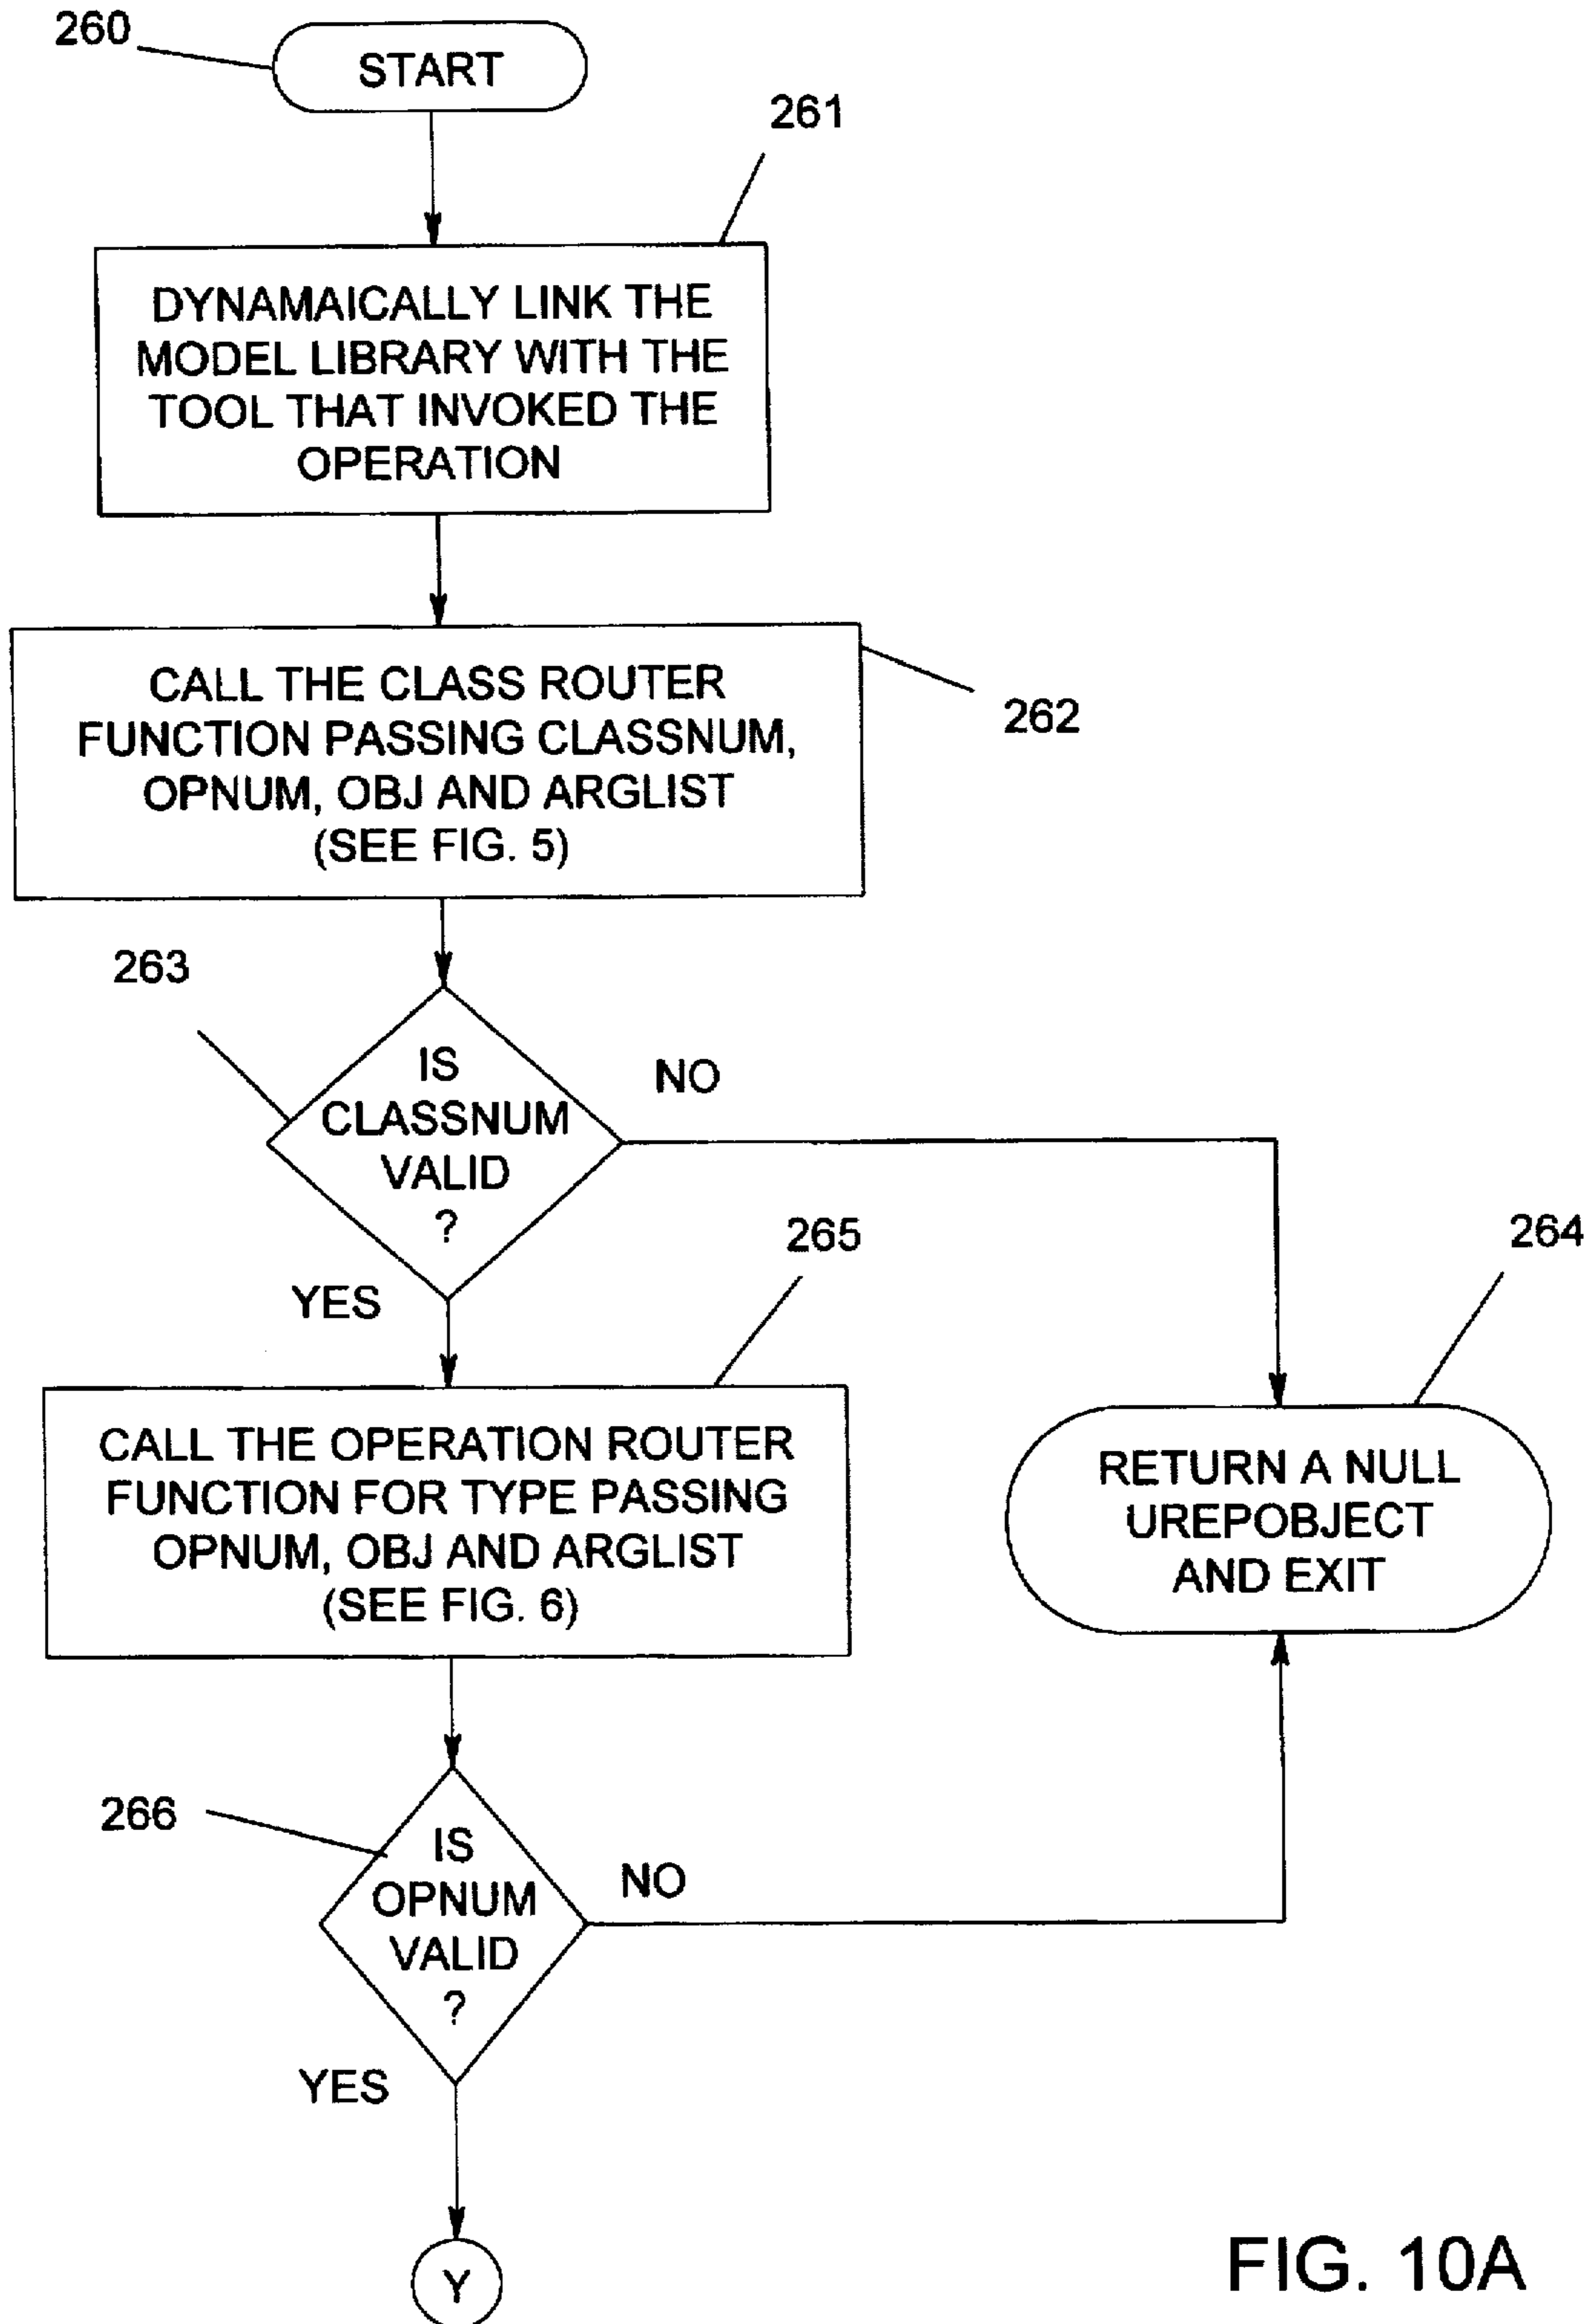 260
START
261
DYNAMAICALLY LINK THE
MODEL LIBRARY WITH THE
TOOL THAT INVOKED THE
OPERATION
CALL THE CLASS ROUTER
FUNCTION PASSING CLASSNUM,
OPNUM, OBJ AND ARGLIST
(SEE FIG. 5)
262
263
IS
CLASSNUM
VALID
?
NO
YES
265
264
CALL THE OPERATION ROUTER
FUNCTION FOR TYPE PASSING
OPNUM, OBJ AND ARGLIST
(SEE FIG. 6)
RETURN A NULL
UREPOBJECT
AND EXIT
266
IS
OPNUM
VALID
?
NO
YES
Y
FIG. 10A